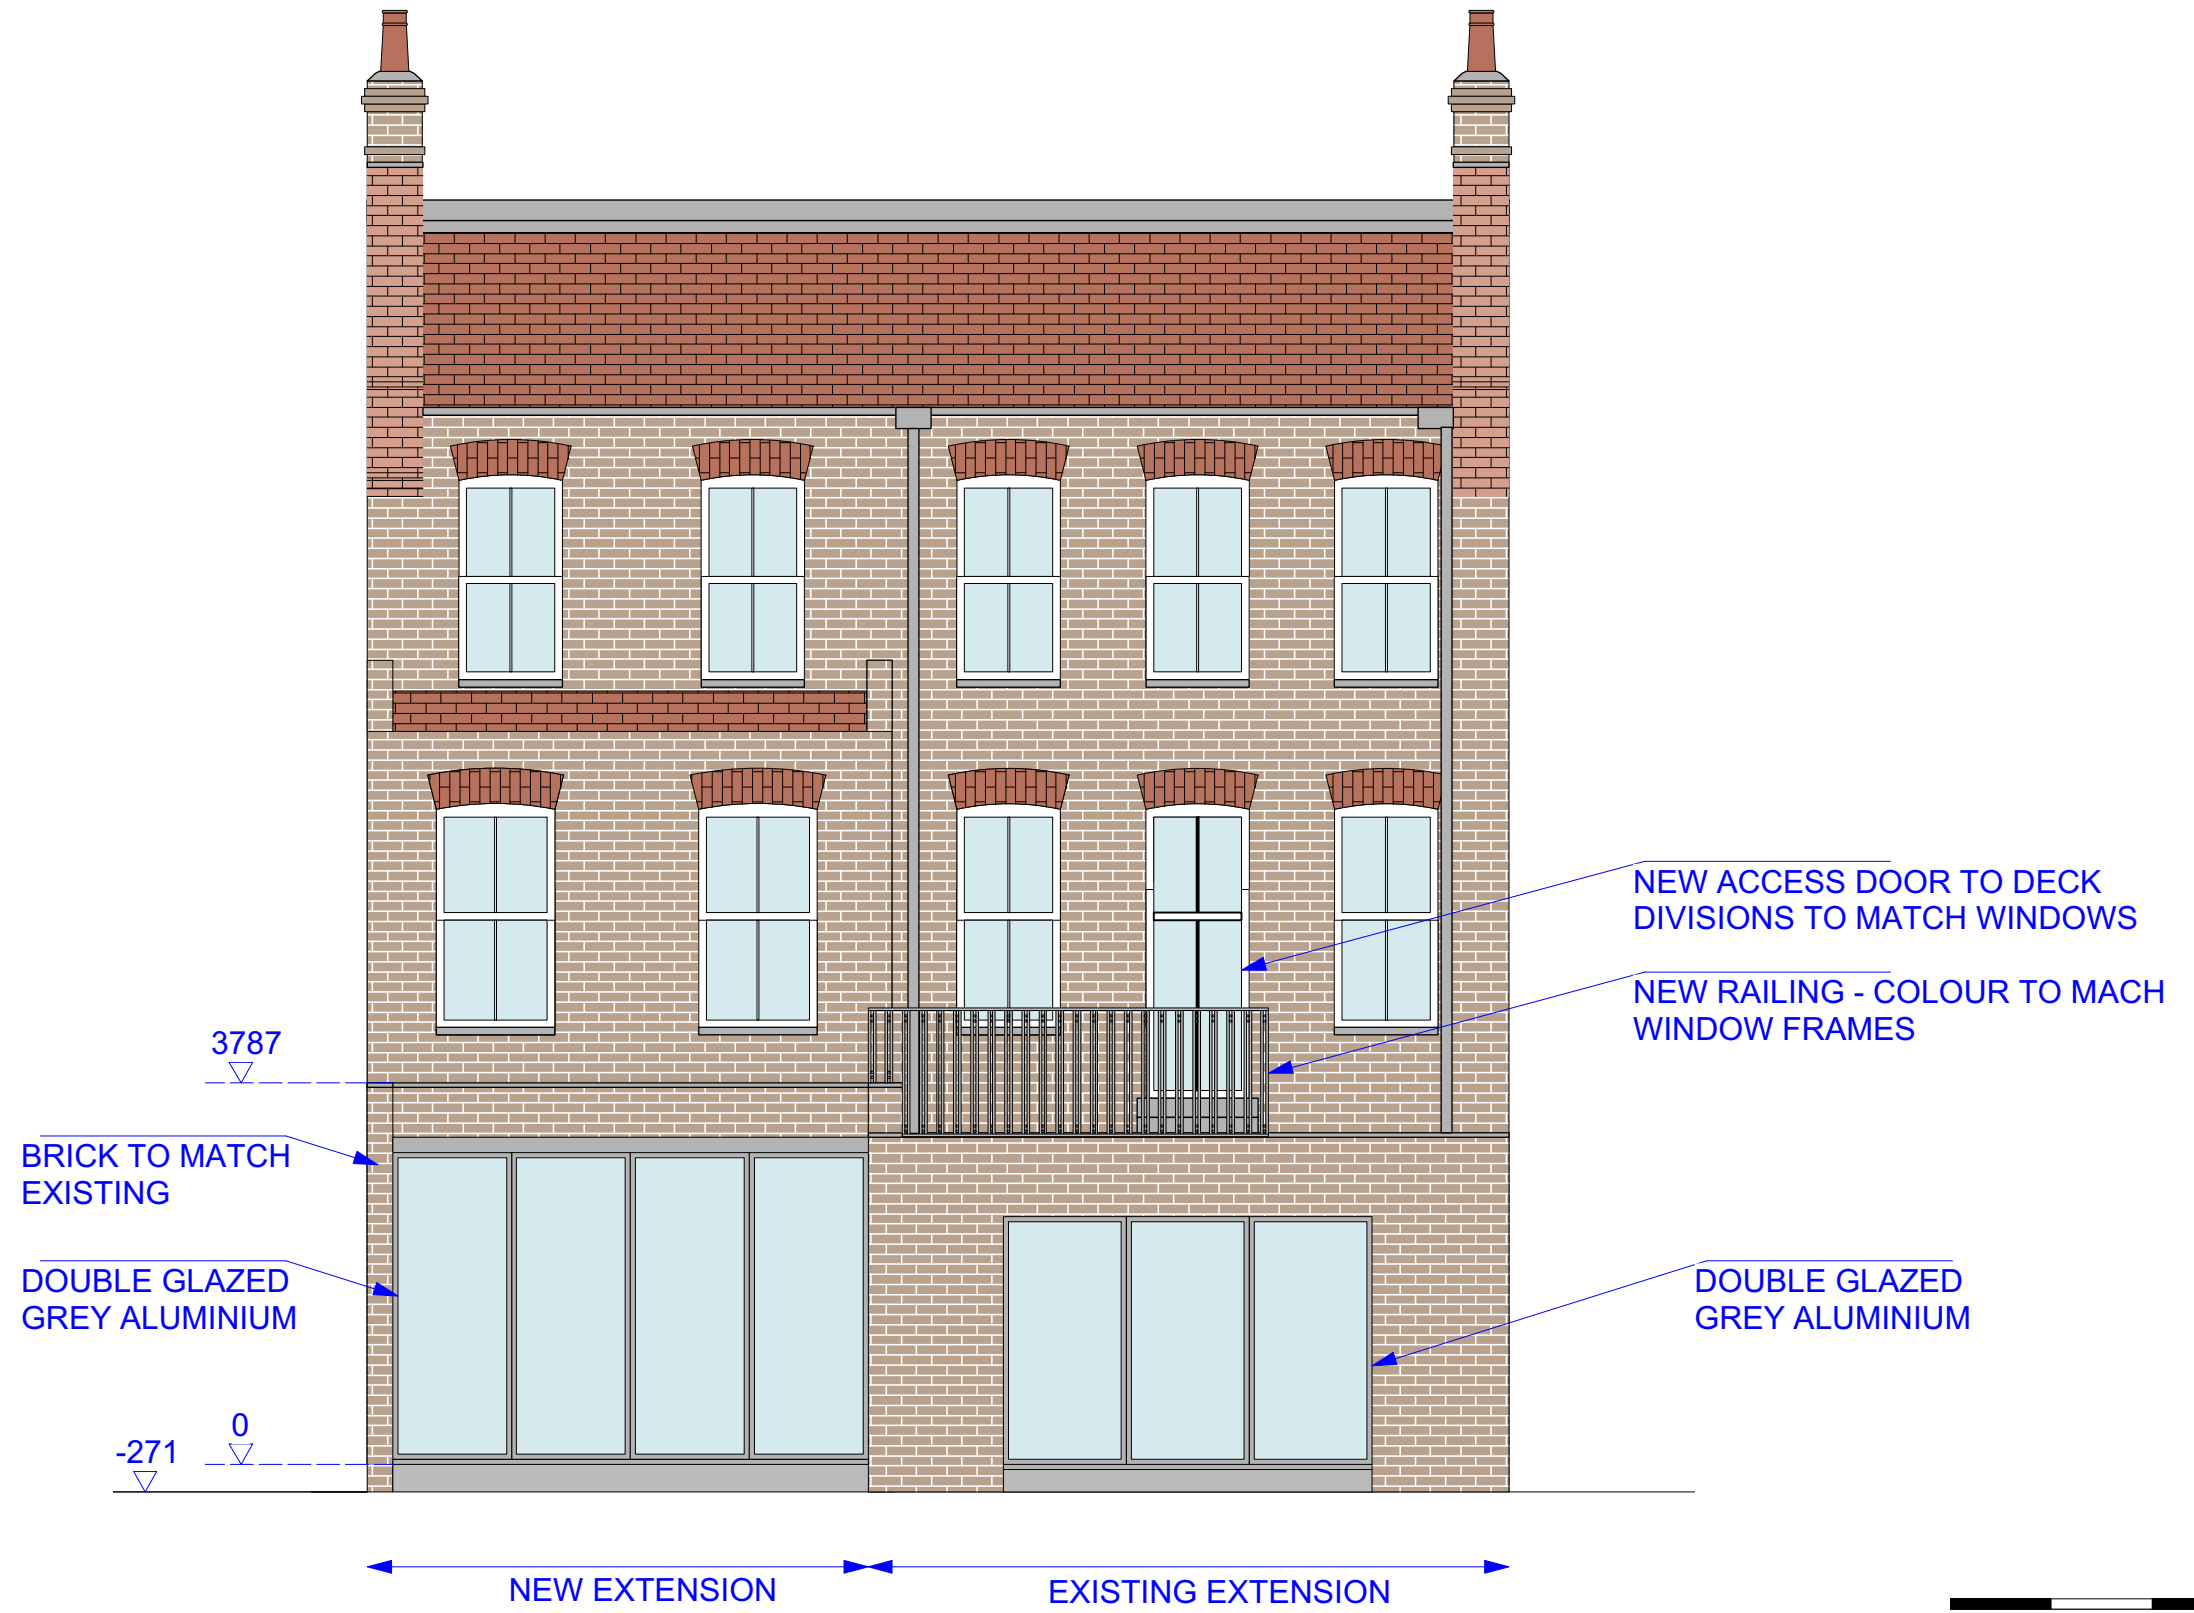 NEW ACCESS DOOR TO DECK
DIVISIONS TO MATCH WINDOWS
NEW RAILING - COLOUR TO MACH
WINDOW FRAMES
3787
BRICK TO MATCH
EXISTING
DOUBLE GLAZED
GREY ALUMINIUM
DOUBLE GLAZED
GREY ALUMINIUM
0
-271
NEW EXTENSION
EXISTING EXTENSION